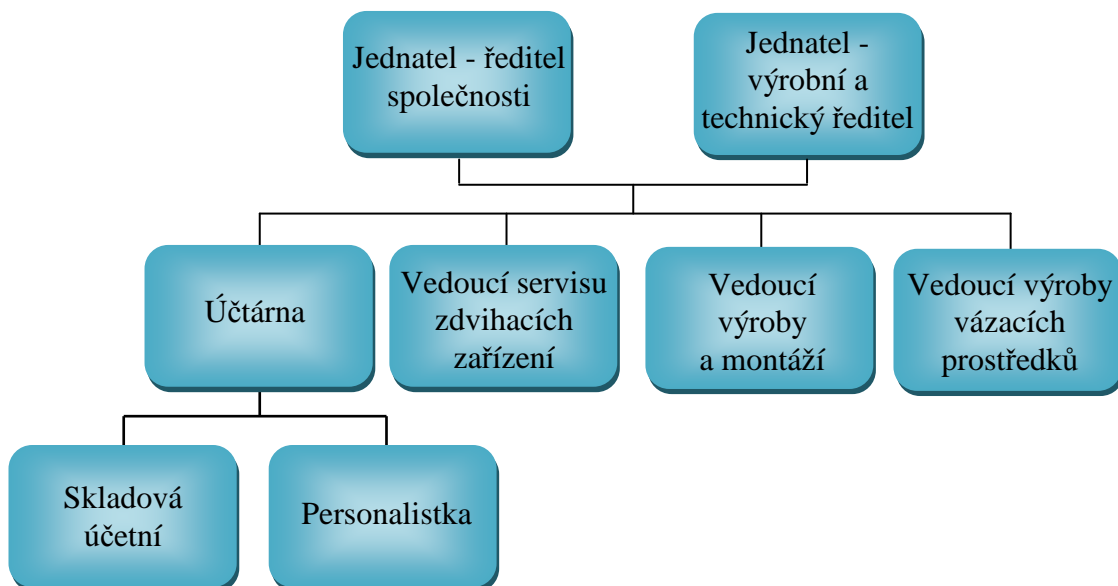 Jednatel - ředitel
společnosti
Jednatel -
výrobní a
technický ředitel
Účtárna
Vedoucí servisu
zdvihacích
zařízení
Vedoucí
výroby
a montáží
Vedoucí výroby
vázacích
prostředků
Skladová
účetní
Personalistka